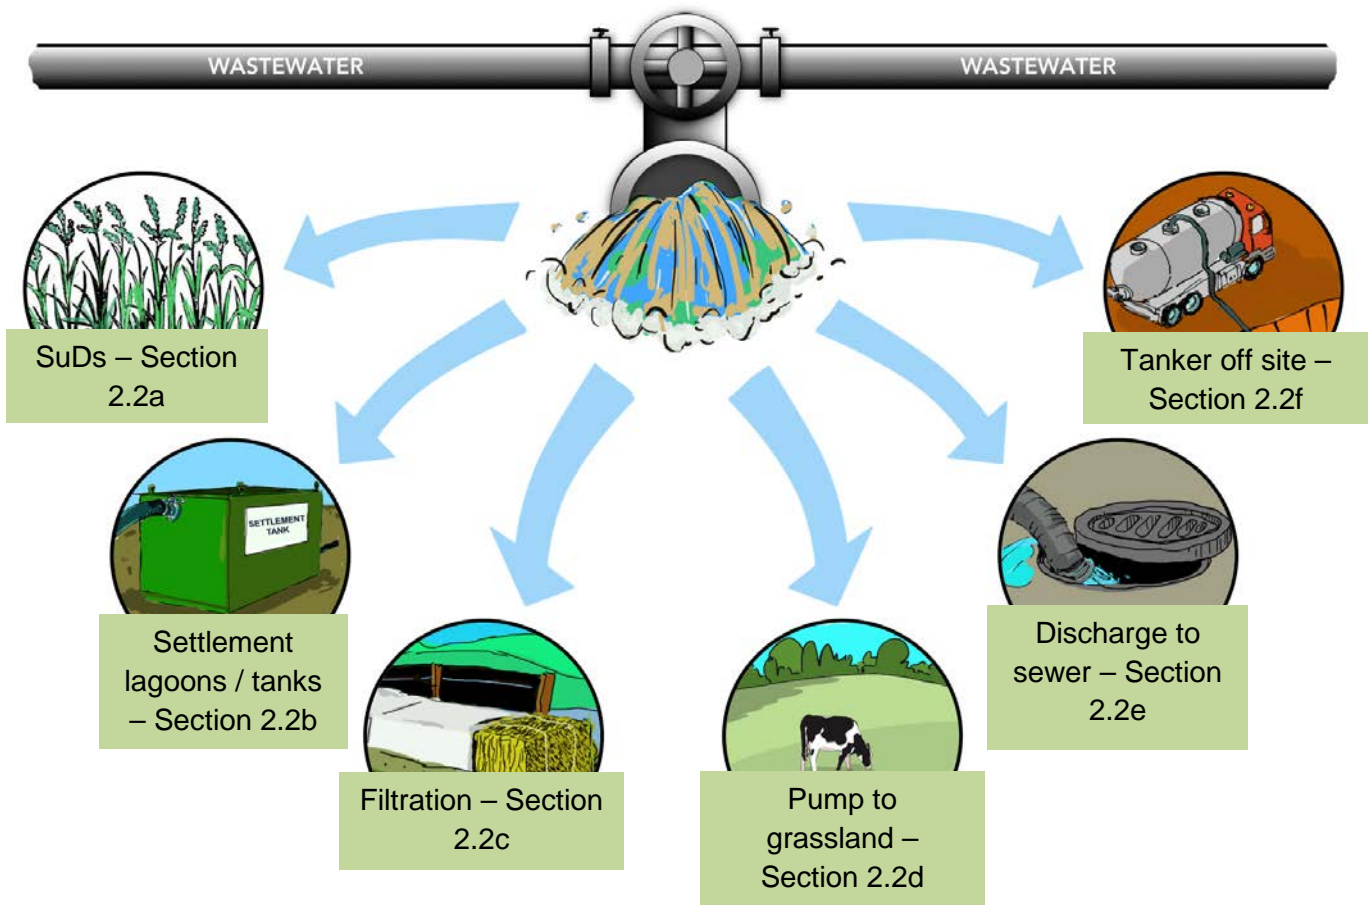 WASTEWATER
WASTEWATER
SuDs – Section
2.2a
Tanker off site –
Section 2.2f
SETTLEMENT
TANK
Settlement
lagoons / tanks
– Section 2.2b
Discharge to
sewer – Section
2.2e
Filtration – Section
2.2c
Pump to
grassland –
Section 2.2d